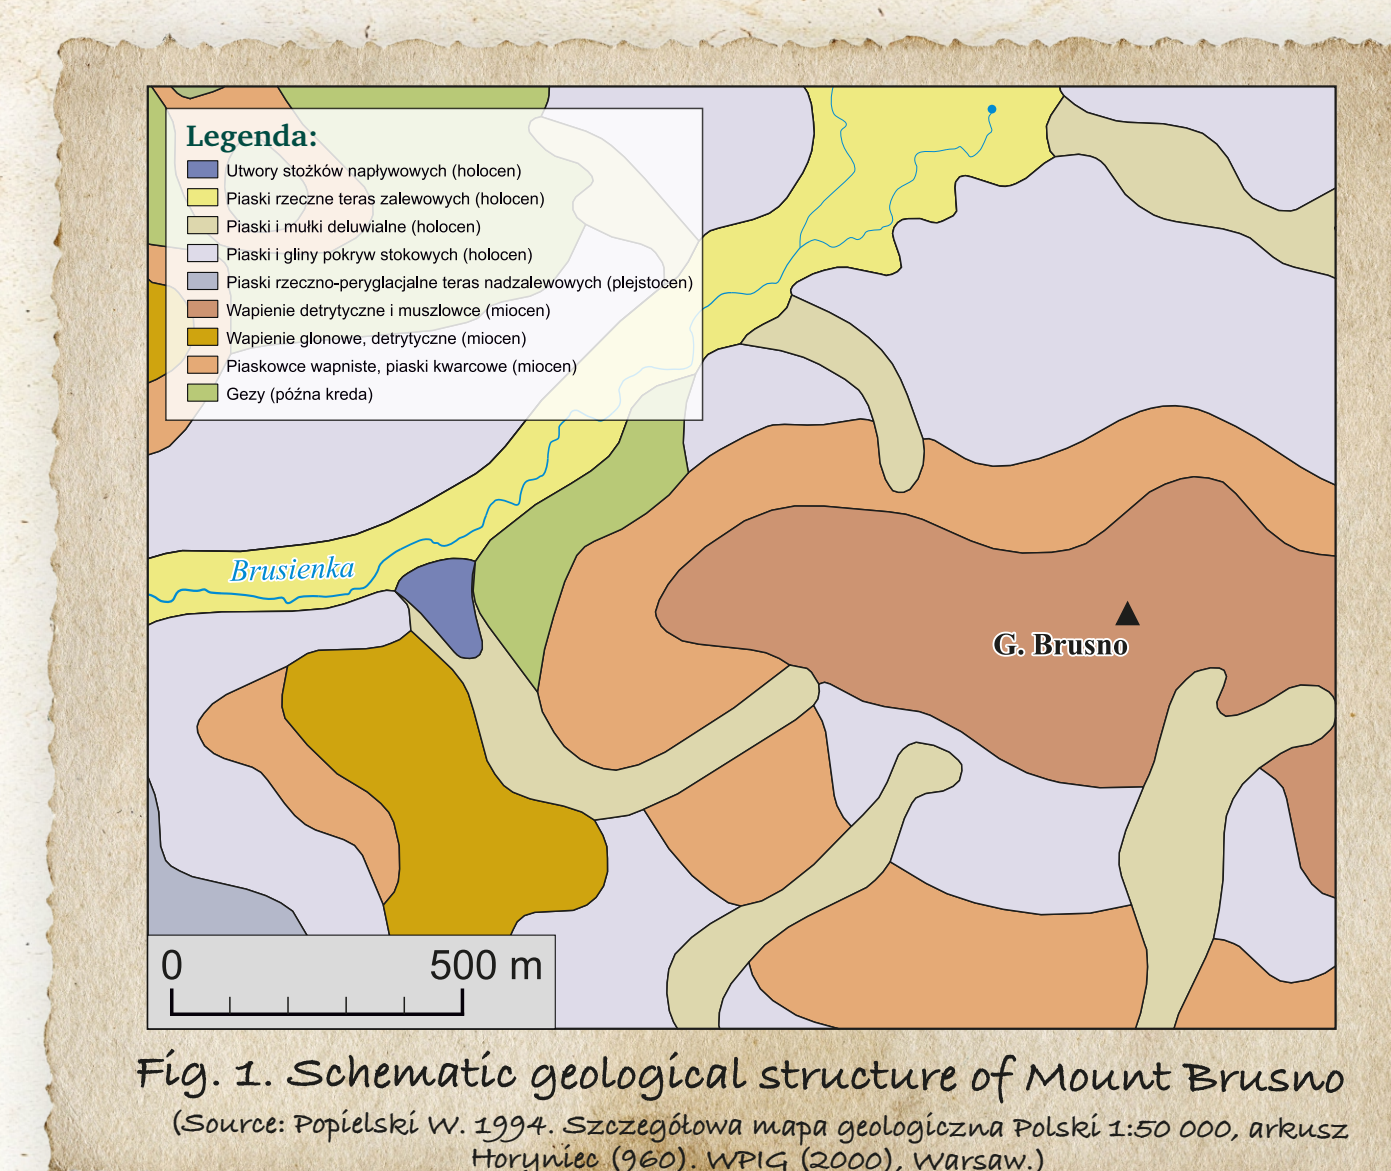 Legenda:
Utwory stożków napływowych (holocen)
Piaski rzeczne teras zalewowych (holocen)
Piaski i mułki deluwialne (holocen)
Piaski i gliny pokryw stokowych (holocen)
Piaski rzeczno-peryglacjalne teras nadzalewowych (plejstocen)
Wapienie detrytyczne i muszlowce (miocen)
Wapienie glonowe, detrytyczne (miocen)
Piaskowce wapniste, piaski kwarcowe (miocen)
Gezy (późna kreda)
Brusienka
G. Brusno
0 500 m
Fig. 1. Schematic geological structure of Mount Brusno
(Source: Popielski W. 1994. Szczegółowa mapa geologiczna Polski 1:50 000, arkusz
Horyniec (960). WPIG (2000), Warsaw.)